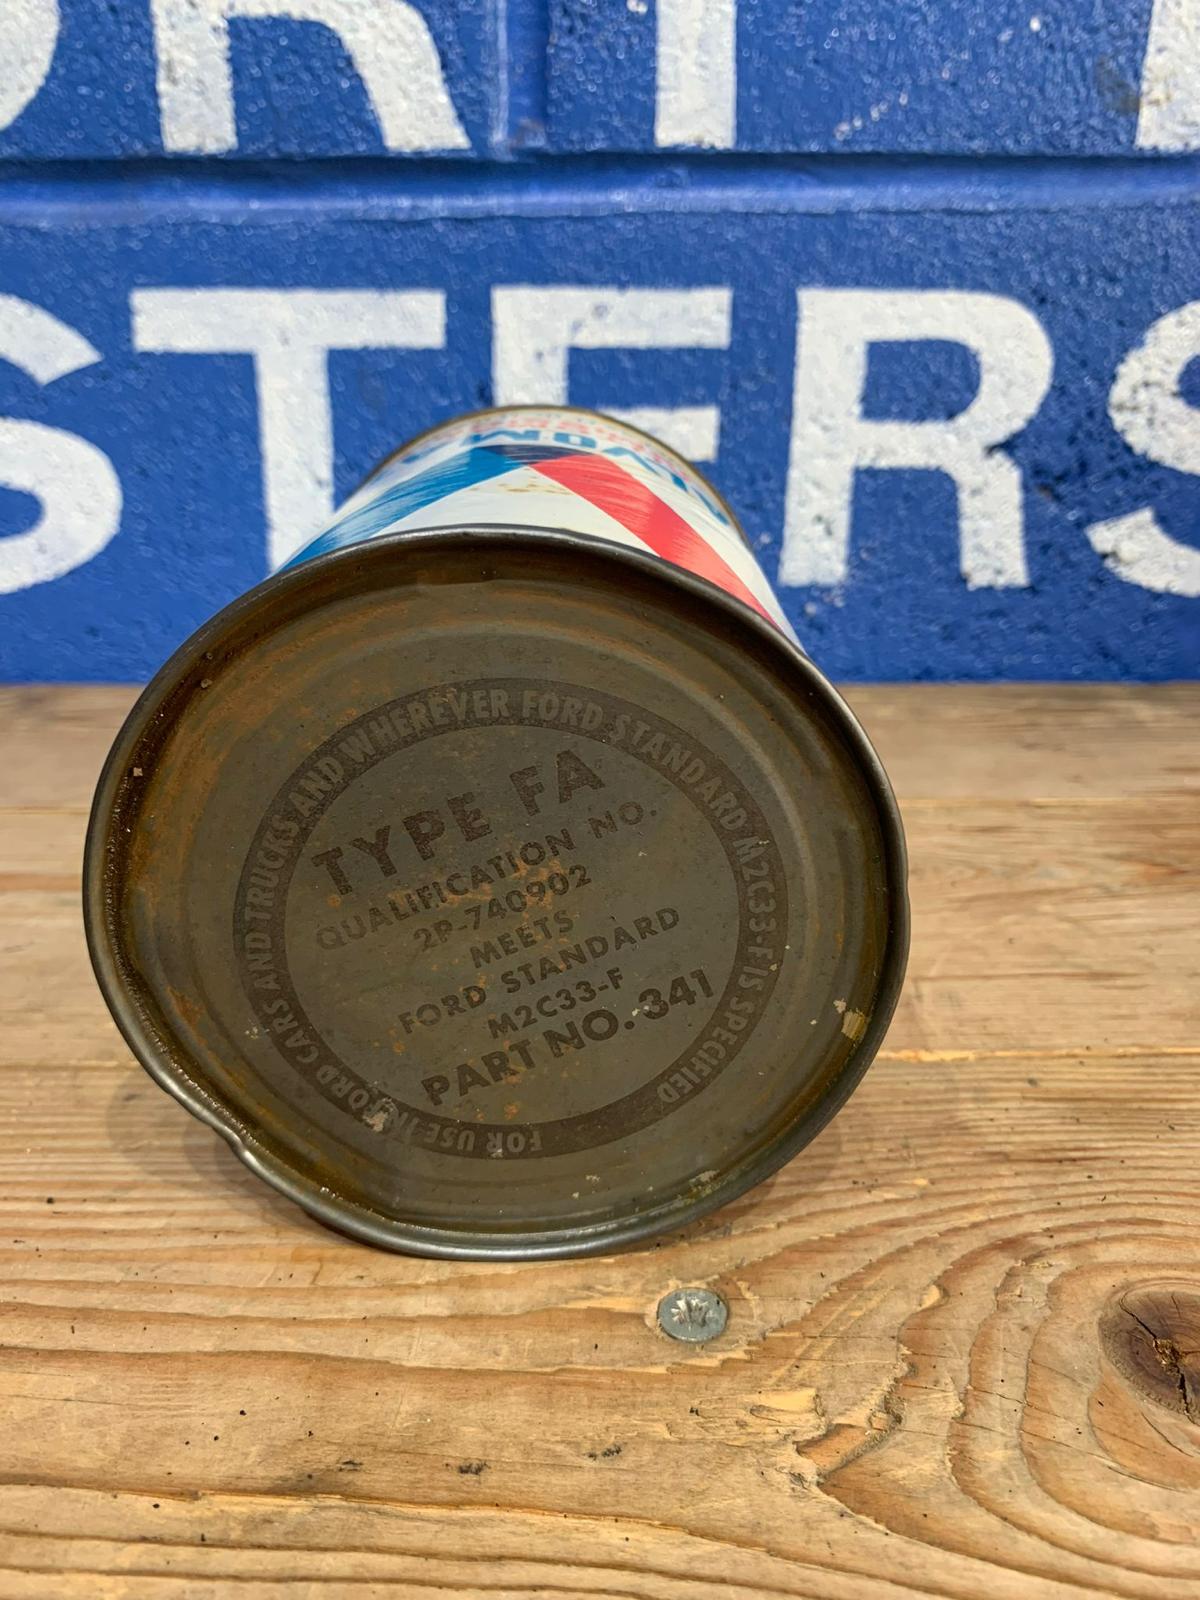 STERS
TYPE FA
QUALIFICATION NO.
2P-740902
MEETS
FORD STANDARD
M2C33-F
PART NO. 341
FOR USE IN FORD CARS AND TRUCKS AND WHEREVER FORD STANDARD M2C33-F IS SPECIFIED